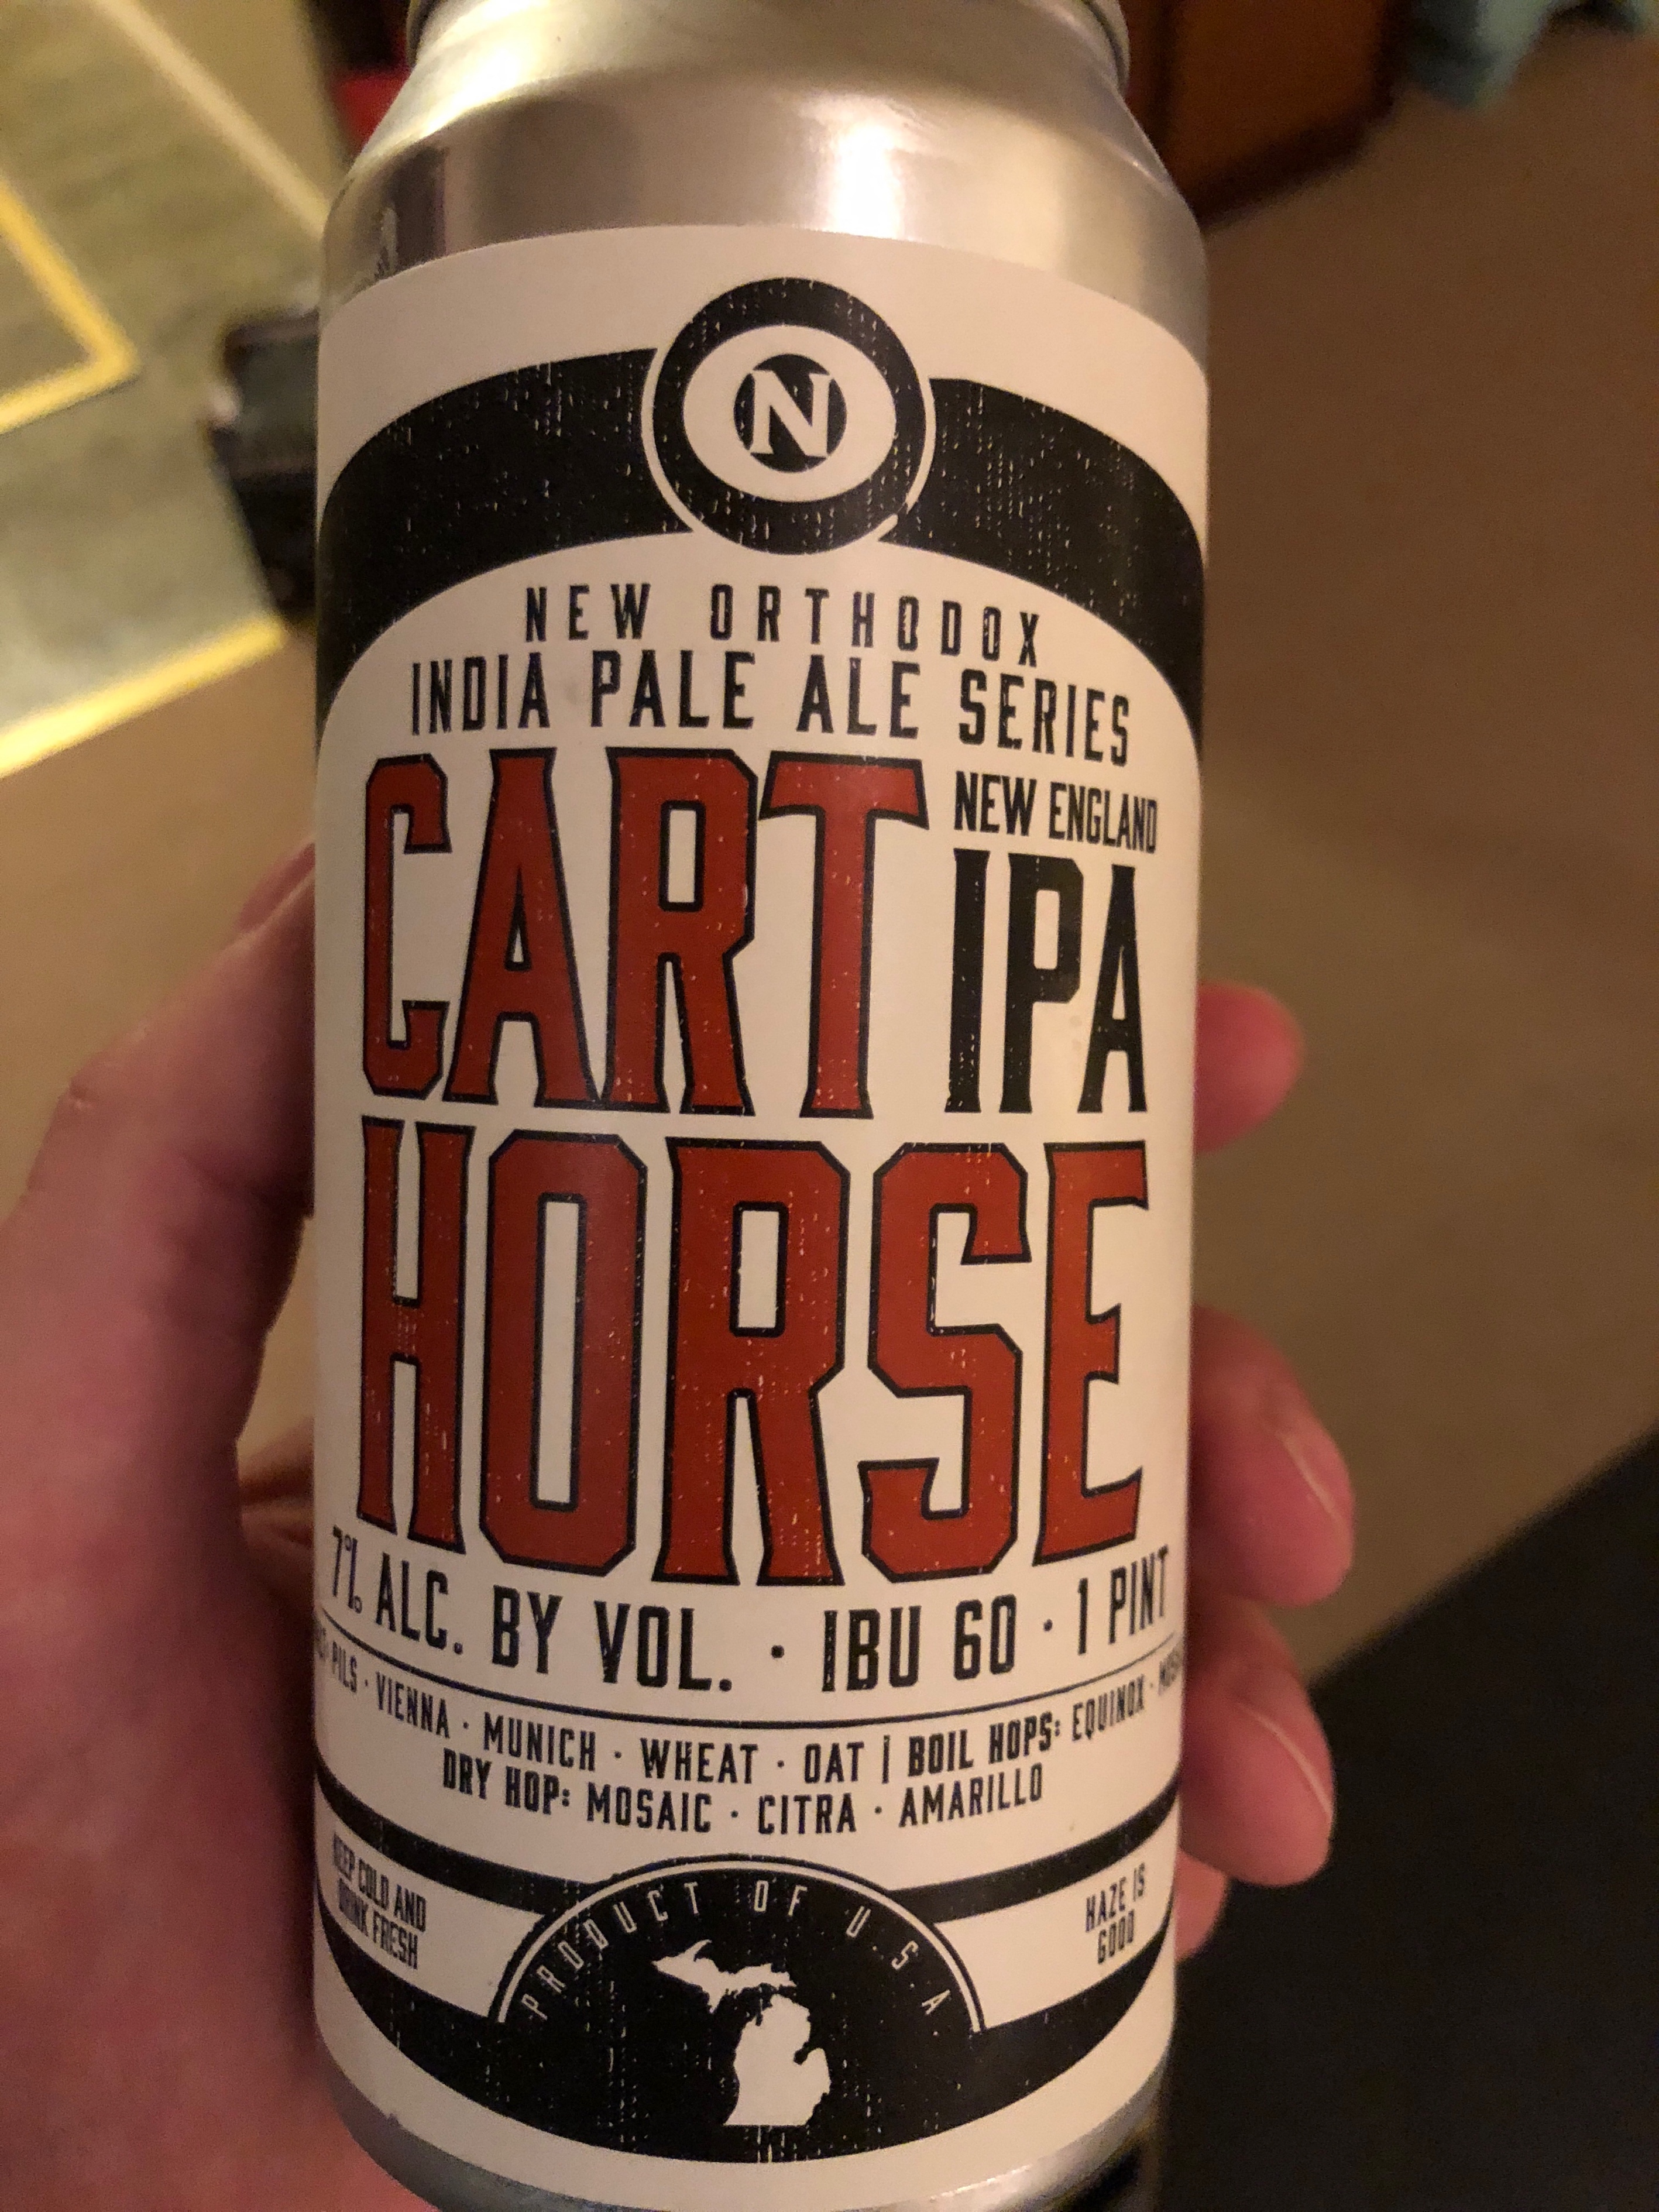 N
NEW ORTHODOX
INDIA PALE ALE SERIES
CART
NEW ENGLAND
IPA
HORSE
7% ALC. BY VOL. · IBU 60 · 1 PINT
PILS · VIENNA · MUNICH · WHEAT · OAT | BOIL HOPS: EQUINOX ·
DRY HOP: MOSAIC · CITRA · AMARILLO
KEEP COLD AND
DRINK FRESH
HAZE IS
GOOD
PRODUCT OF U.S.A